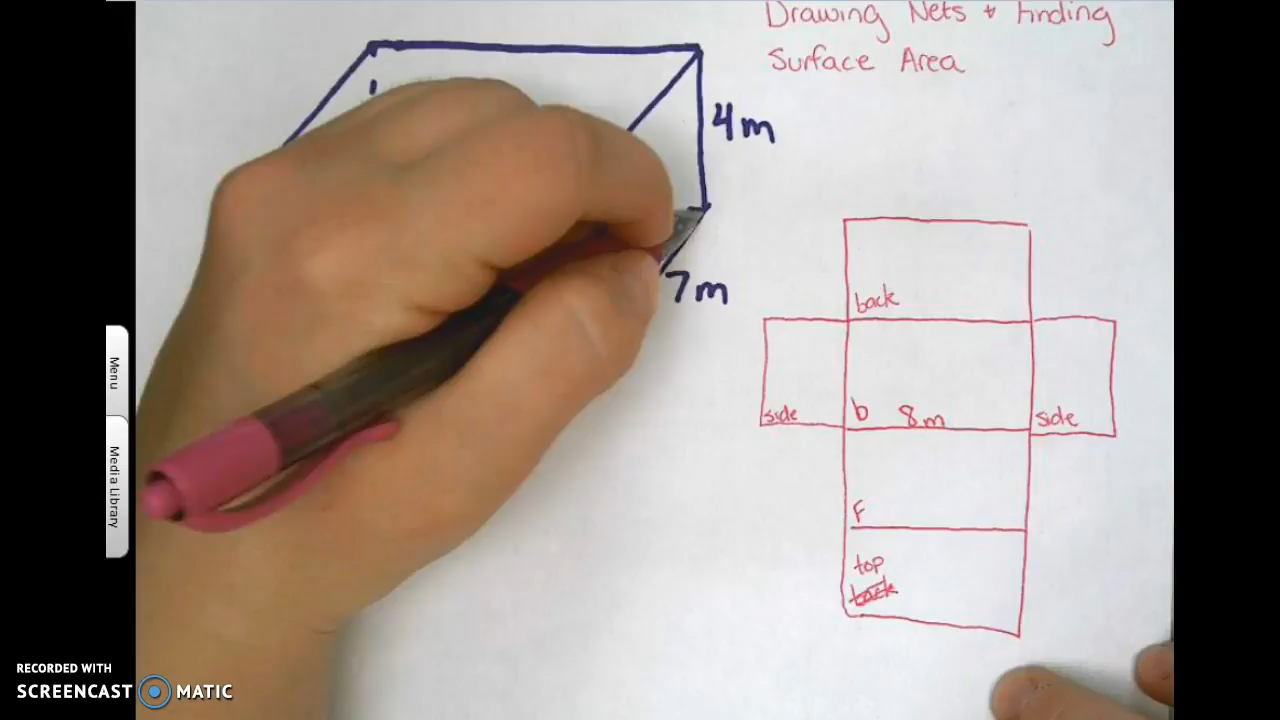 Drawing Nets + Finding
Surface Area
4m
7m
back
side
b 8m
side
F
top
back
Menu
Media Library
RECORDED WITH
SCREENCAST MATIC